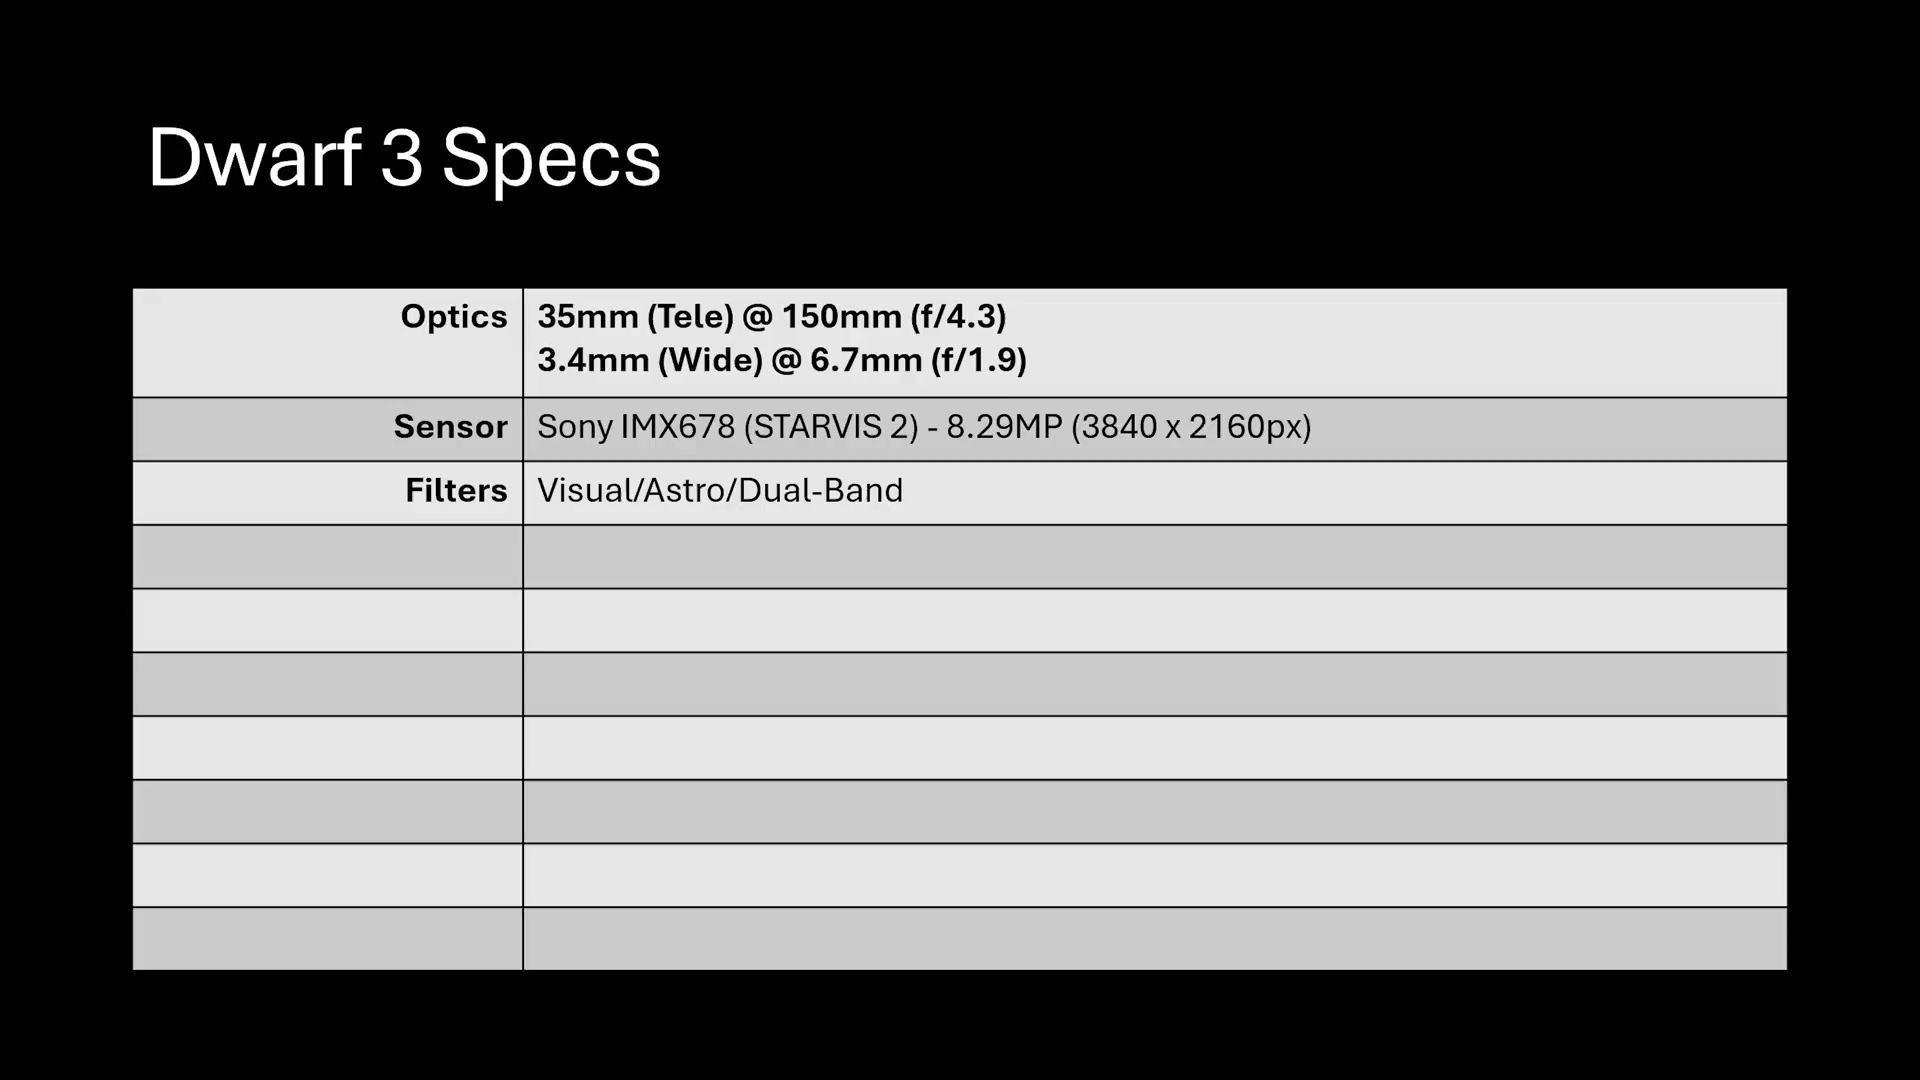 Dwarf 3 Specs
Optics
35mm (Tele) @ 150mm (f/4.3)
3.4mm (Wide) @ 6.7mm (f/1.9)
Sensor
Sony IMX678 (STARVIS 2) - 8.29MP (3840 x 2160px)
Filters
Visual/Astro/Dual-Band